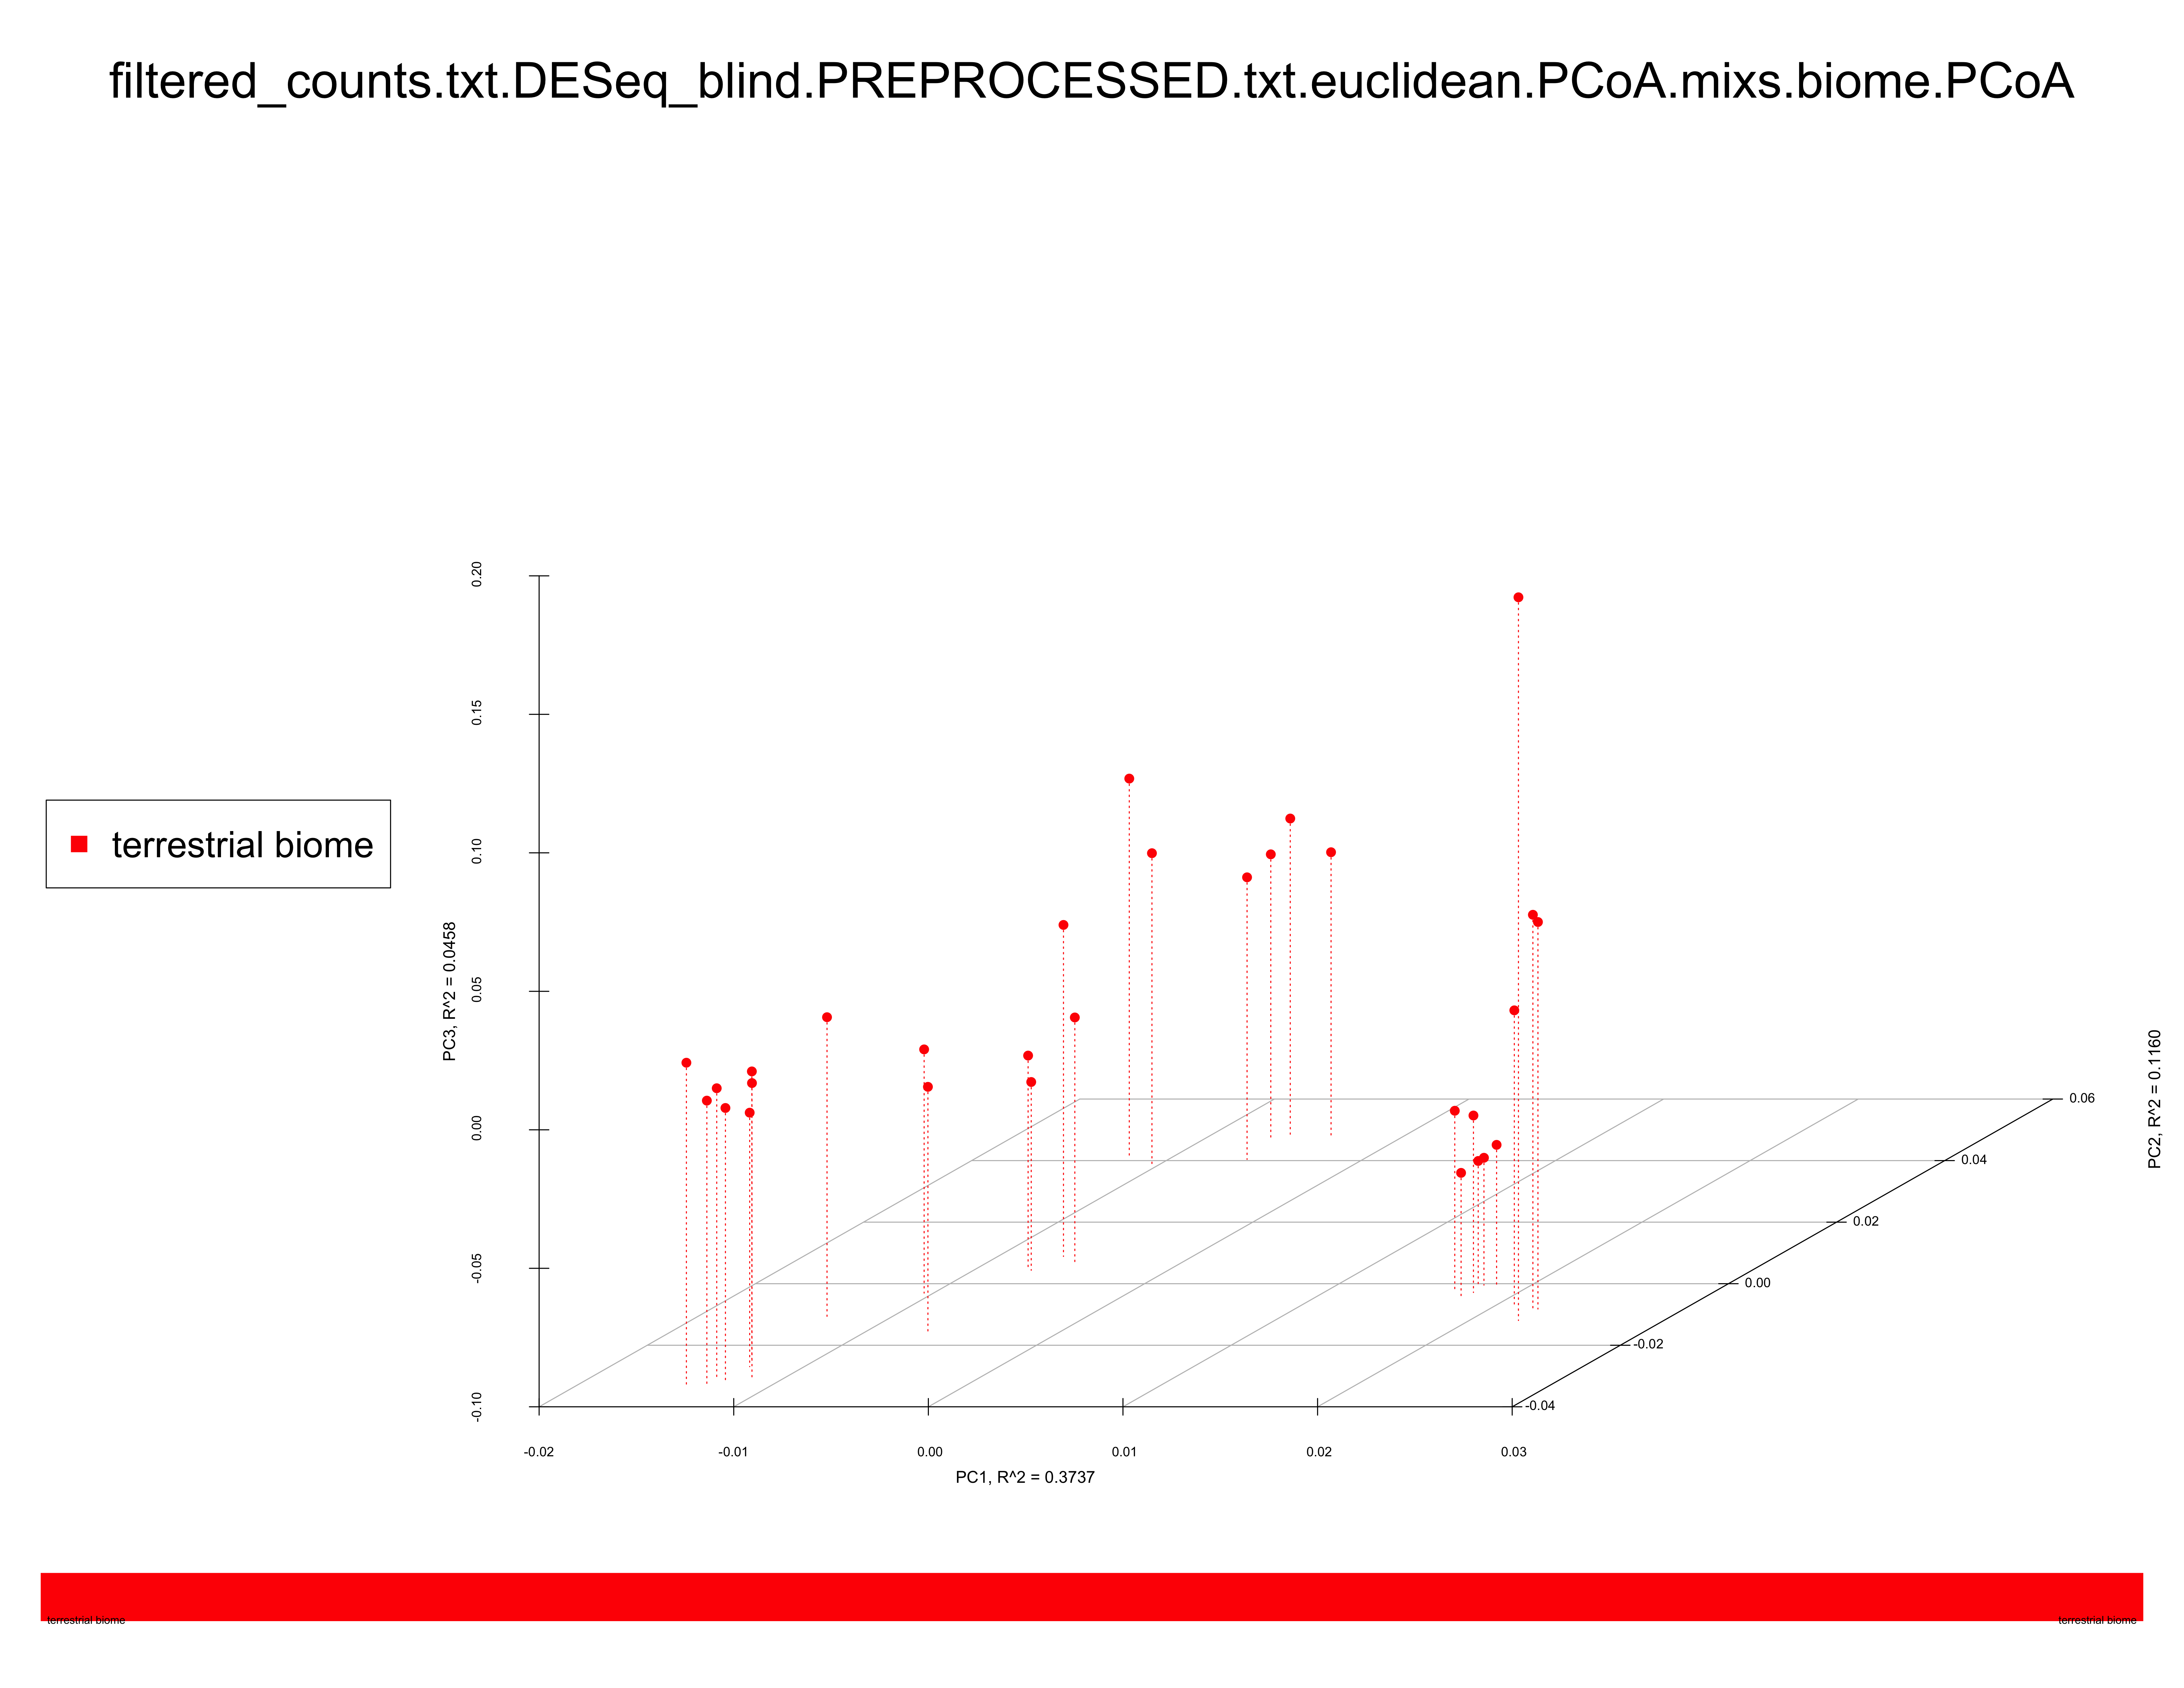 filtered_counts.txt.DESeq_blind.PREPROCESSED.txt.euclidean.PCoA.mixs.biome.PCoA
terrestrial biome
PC3, R^2 = 0.0458
0.20
0.15
0.10
0.05
0.00
-0.05
-0.10
-0.02
-0.01
0.00
0.01
0.02
0.03
PC1, R^2 = 0.3737
0.06
0.04
0.02
0.00
-0.02
-0.04
PC2, R^2 = 0.1160
terrestrial biome
terrestrial biome